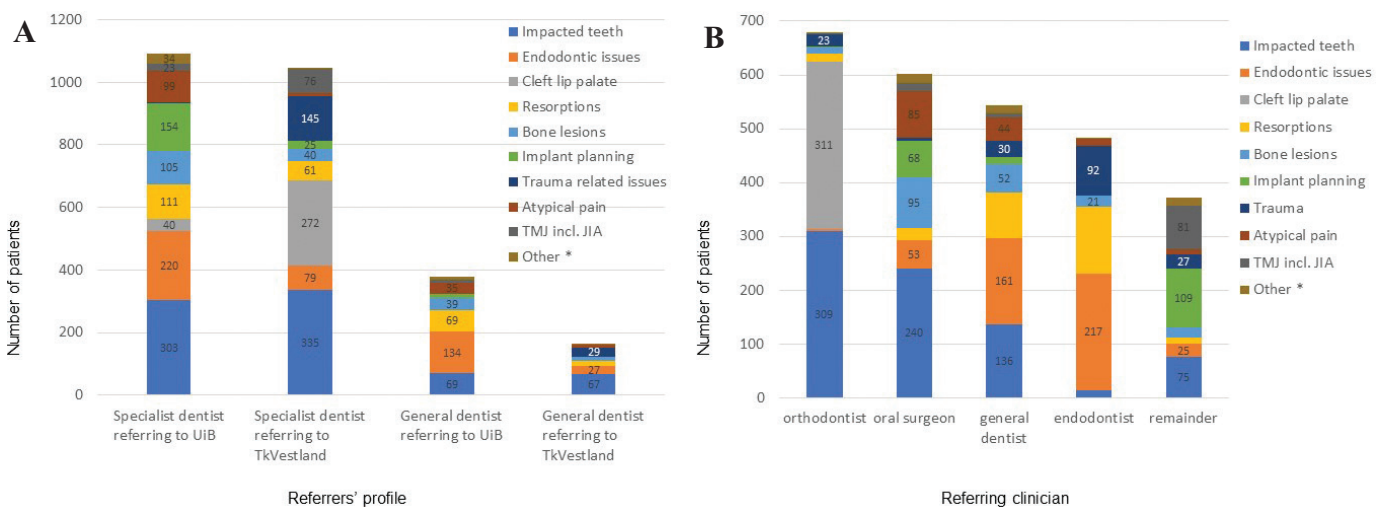 A
Number of patients
1200
1000
800
600
400
200
0
34
23
99
154
105
111
40
220
303
76
145
25
40
61
272
79
335
35
39
69
134
69
29
27
67
Impacted teeth
Endodontic issues
Cleft lip palate
Resorptions
Bone lesions
Implant planning
Trauma related issues
Atypical pain
TMJ incl. JIA
Other *
Specialist dentist
referring to UiB
Specialist dentist
referring to
TkVestland
General dentist
referring to UiB
General dentist
referring to
TkVestland
Referrers' profile
B
Number of patients
700
600
500
400
300
200
100
0
23
311
309
85
68
95
53
240
44
30
52
161
136
92
21
217
81
27
109
25
75
Impacted teeth
Endodontic issues
Cleft lip palate
Resorptions
Bone lesions
Implant planning
Trauma
Atypical pain
TMJ incl. JIA
Other *
orthodontist
oral surgeon
general
dentist
endodontist
remainder
Referring clinician